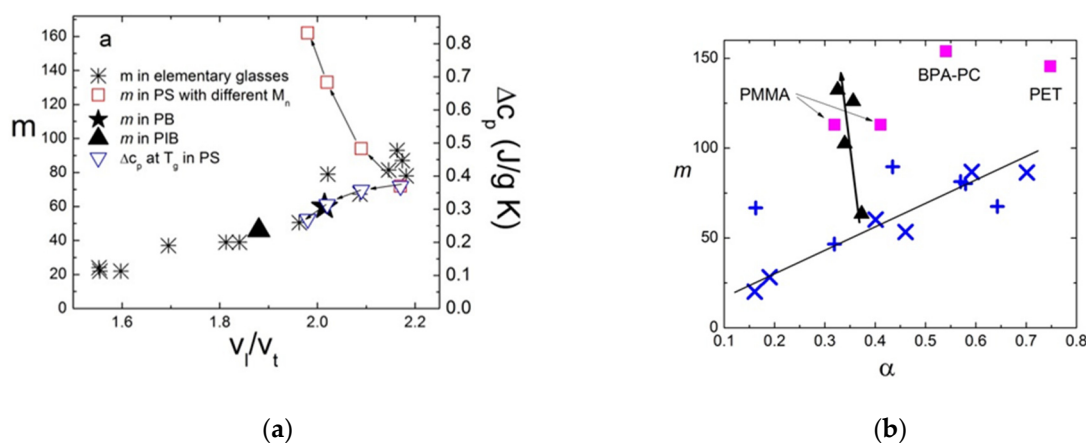 a
160
140
120
100
80
60
40
20
0
m
m in elementary glasses
m in PS with different Mn
m in PB
m in PIB
Δcp at Tg in PS
0.8
0.7
0.6
0.5
0.4
0.3
0.2
0.1
0.0
Δcp (J/g K)
1.6 1.8 2.0 2.2
vl/vt
(a)
150
100
50
0
m
PMMA
BPA-PC
PET
0.1 0.2 0.3 0.4 0.5 0.6 0.7 0.8
α
(b)